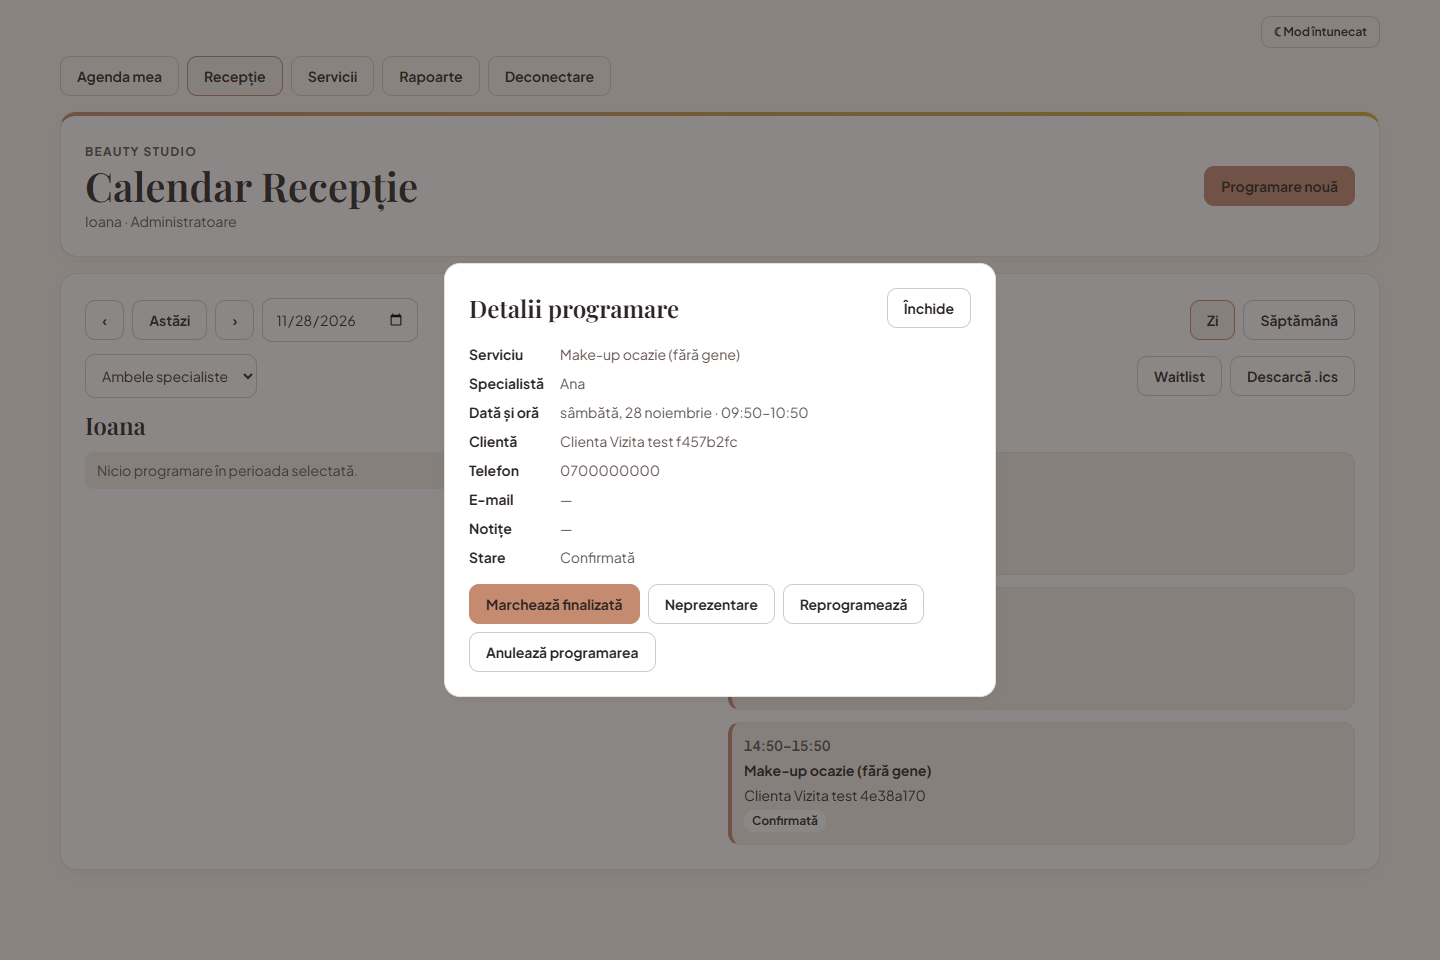 ☾ Mod întunecat
Agenda mea
Recepție
Servicii
Rapoarte
Deconectare
BEAUTY STUDIO
Calendar Recepție
Ioana · Administratoare
Programare nouă
‹
Astăzi
›
11/28/2026
Zi
Săptămână
Ambele specialiste
Waitlist
Descarcă .ics
Ioana
Nicio programare în perioada selectată.
Detalii programare
Închide
Serviciu Make-up ocazie (fără gene)
Specialistă Ana
Dată și oră sâmbătă, 28 noiembrie · 09:50–10:50
Clientă Clienta Vizita test f457b2fc
Telefon 0700000000
E-mail —
Notițe —
Stare Confirmată
Marchează finalizată
Neprezentare
Reprogramează
Anulează programarea
14:50–15:50
Make-up ocazie (fără gene)
Clienta Vizita test 4e38a170
Confirmată